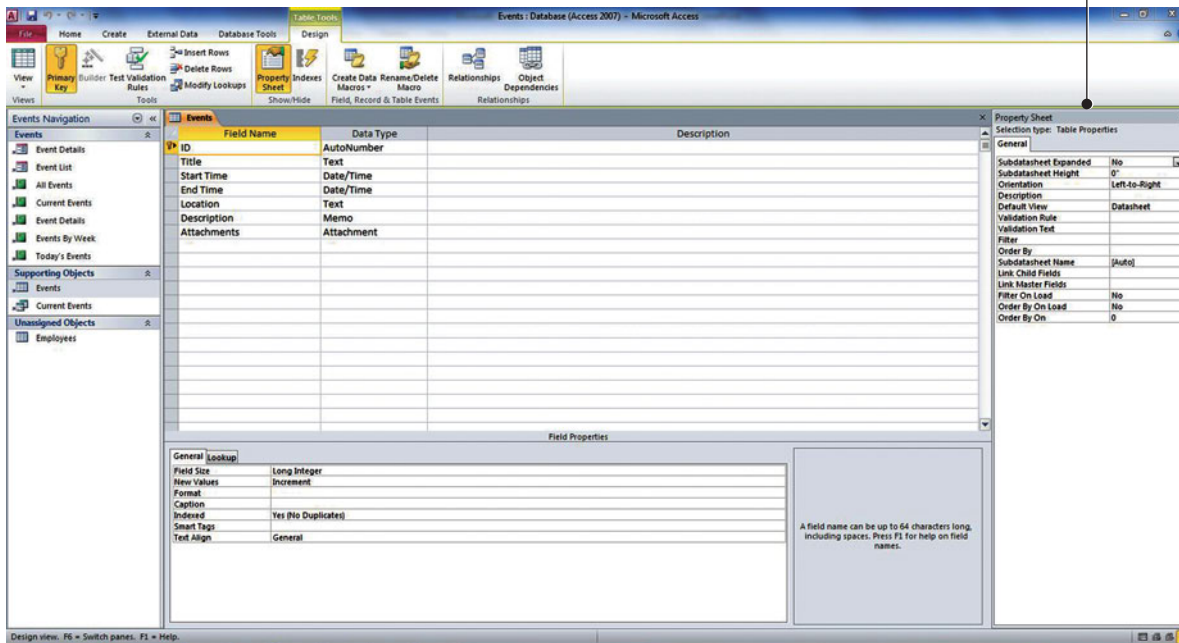 Table Tools
Events : Database (Access 2007) - Microsoft Access
File Home Create External Data Database Tools Design
View
Primary Key
Builder
Test Validation Rules
Insert Rows
Delete Rows
Modify Lookups
Property Sheet
Indexes
Create Data Macros
Rename/Delete Macro
Relationships
Object Dependencies
Views Tools Show/Hide Field, Record & Table Events Relationships
Events Navigation
Events
Event Details
Event List
All Events
Current Events
Event Details
Events By Week
Today's Events
Supporting Objects
Events
Current Events
Unassigned Objects
Employees
Events
Field Name Data Type Description
ID AutoNumber
Title Text
Start Time Date/Time
End Time Date/Time
Location Text
Description Memo
Attachments Attachment
Field Properties
General Lookup
Field Size Long Integer
New Values Increment
Format
Caption
Indexed Yes (No Duplicates)
Smart Tags
Text Align General
A field name can be up to 64 characters long,
including spaces. Press F1 for help on field
names.
Property Sheet
Selection type: Table Properties
General
Subdatasheet Expanded No
Subdatasheet Height 0"
Orientation Left-to-Right
Description
Default View Datasheet
Validation Rule
Validation Text
Filter
Order By
Subdatasheet Name [Auto]
Link Child Fields
Link Master Fields
Filter On Load No
Order By On Load No
Order By On 0
Design view. F6 = Switch panes. F1 = Help.